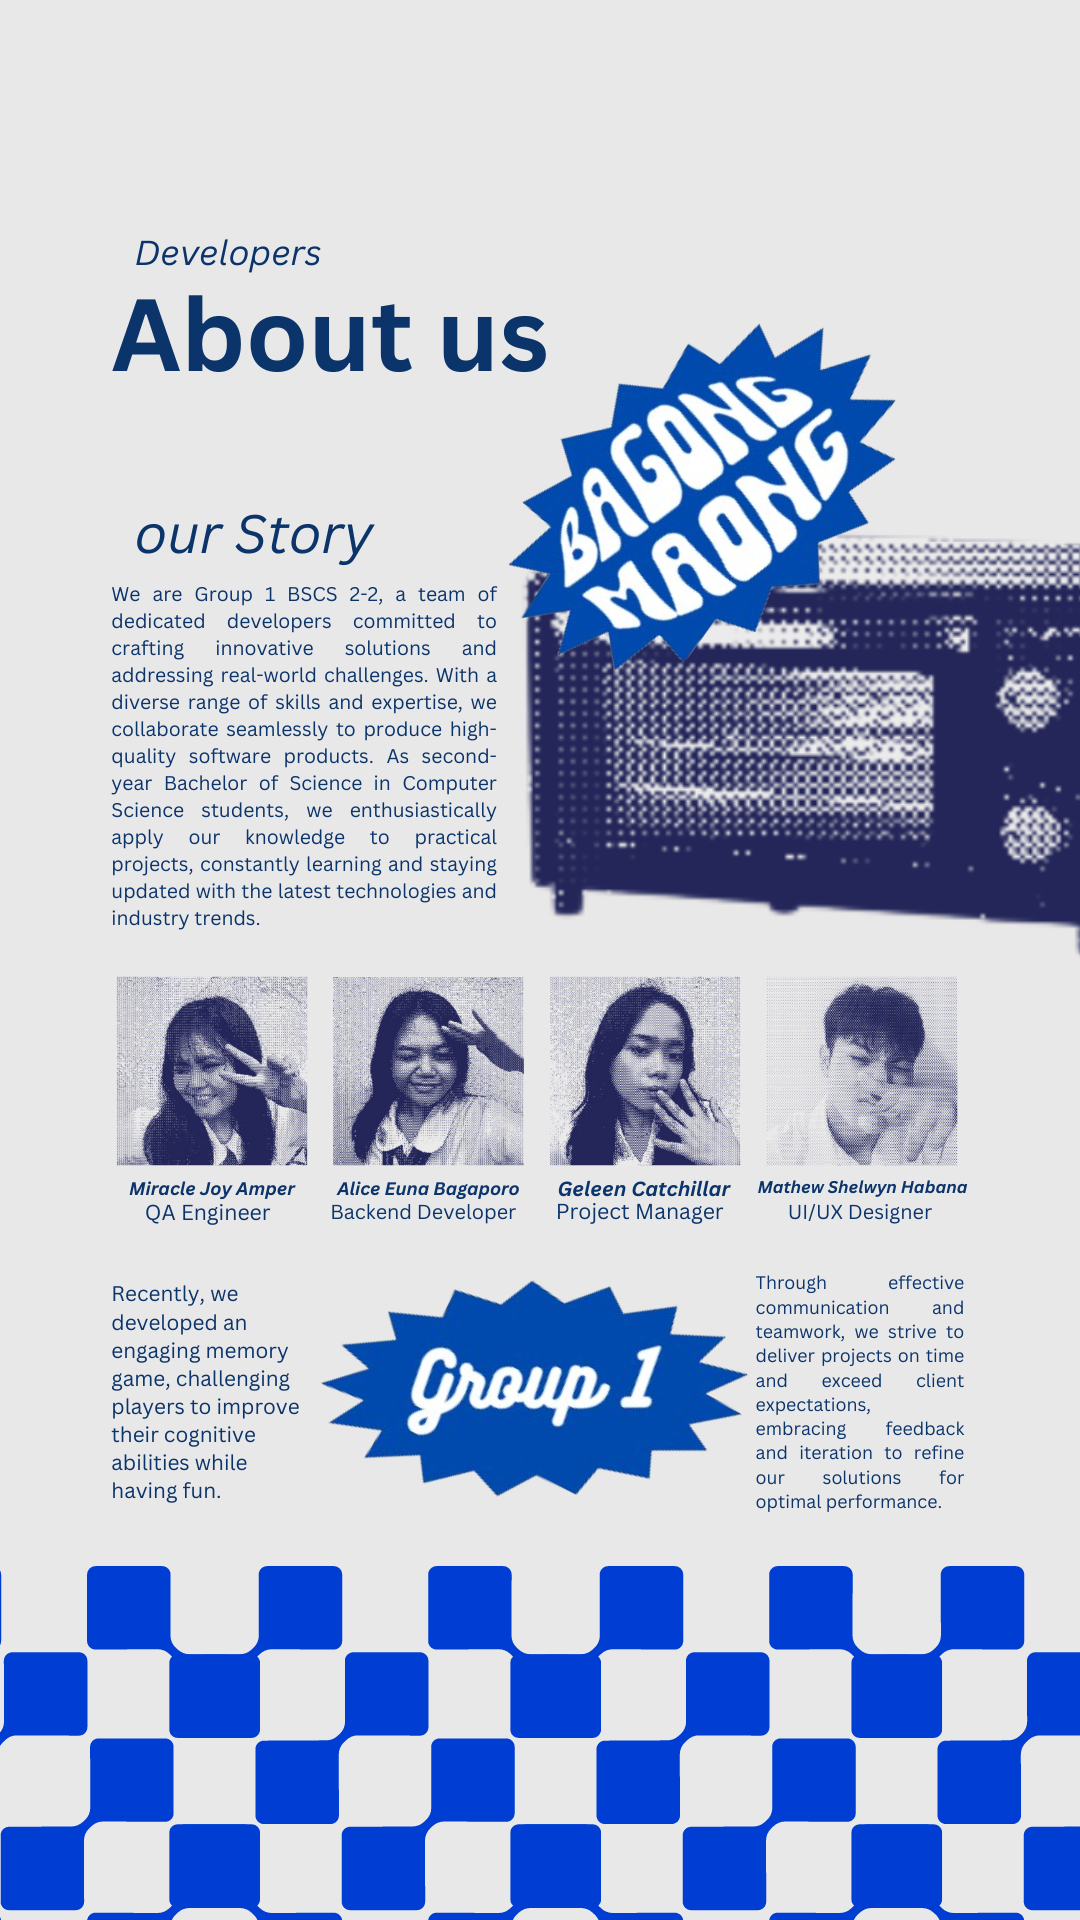 Developers
About us
BAGONG
MAONG
our Story
We are Group 1 BSCS 2-2, a team of
dedicated developers committed to
crafting innovative solutions and
addressing real-world challenges. With a
diverse range of skills and expertise, we
collaborate seamlessly to produce high-
quality software products. As second-
year Bachelor of Science in Computer
Science students, we enthusiastically
apply our knowledge to practical
projects, constantly learning and staying
updated with the latest technologies and
industry trends.
Miracle Joy Amper
QA Engineer
Alice Euna Bagaporo
Backend Developer
Geleen Catchillar
Project Manager
Mathew Shelwyn Habana
UI/UX Designer
Recently, we
developed an
engaging memory
game, challenging
players to improve
their cognitive
abilities while
having fun.
Group 1
Through effective
communication and
teamwork, we strive to
deliver projects on time
and exceed client
expectations,
embracing feedback
and iteration to refine
our solutions for
optimal performance.